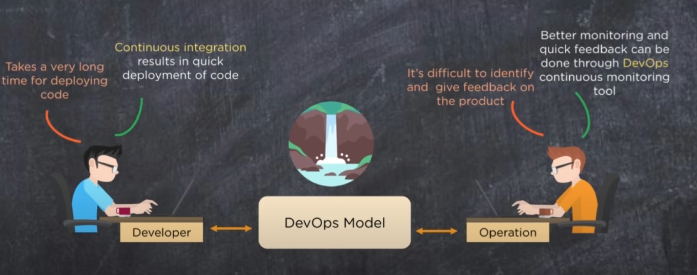 Takes a very long
time for deploying
code
Continuous integration
results in quick
deployment of code
It's difficult to identify
and give feedback on
the product
Better monitoring and
quick feedback can be
done through DevOps
continuous monitoring
tool
Developer
DevOps Model
Operation